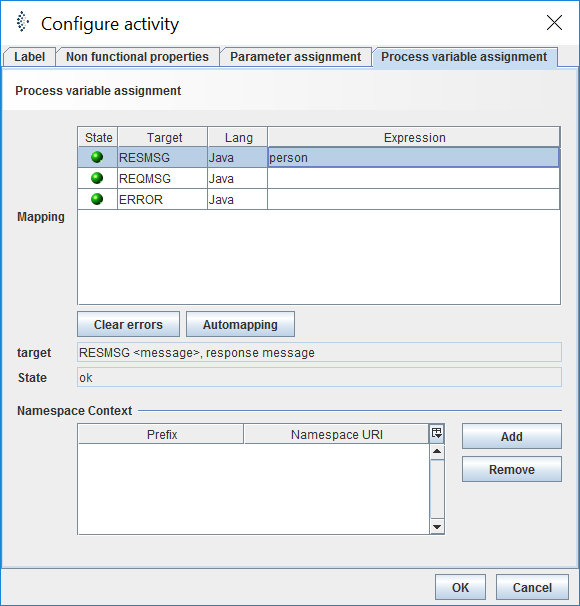 Configure activity
Label Non functional properties Parameter assignment Process variable assignment
Process variable assignment
State Target Lang Expression
RESMSG Java person
REQMSG Java
ERROR Java
Mapping
Clear errors Automapping
target RESMSG <message>, response message
State ok
Namespace Context
Prefix Namespace URI
Add
Remove
OK Cancel